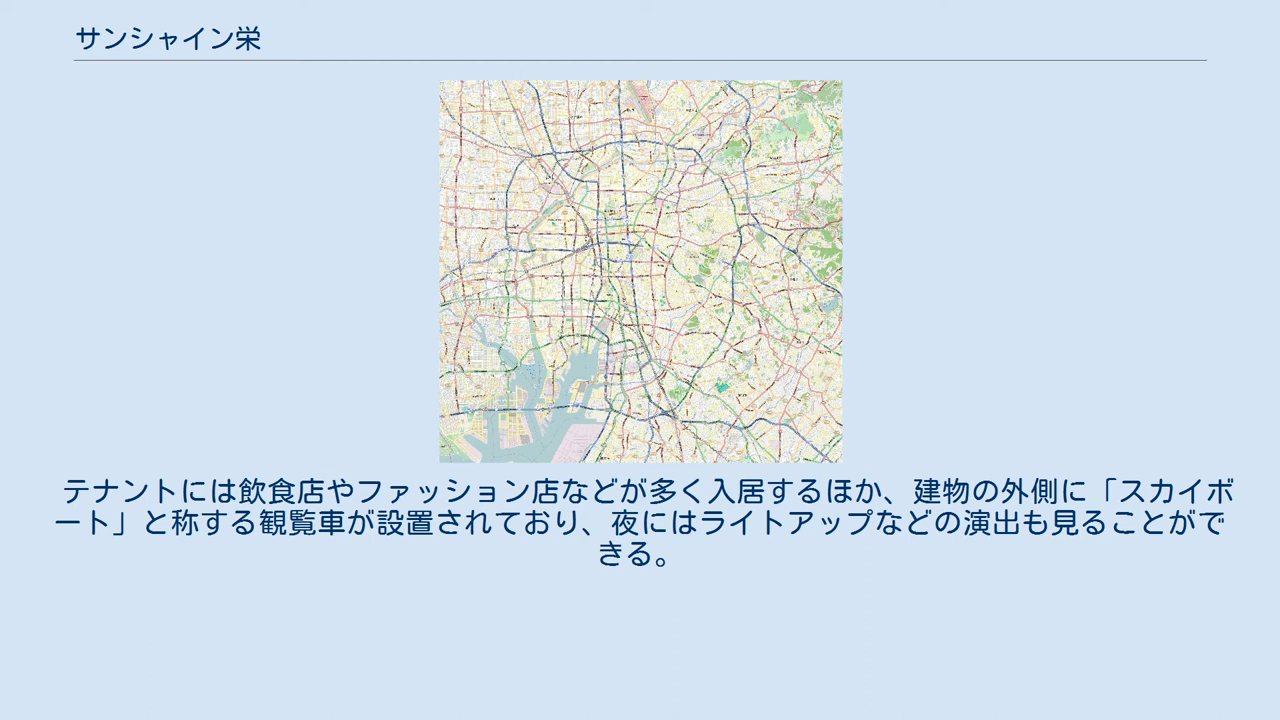 サンシャイン栄
テナントには飲食店やファッション店などが多く入居するほか、建物の外側に「スカイボ
ート」と称する観覧車が設置されており、夜にはライトアップなどの演出も見ることがで
きる。